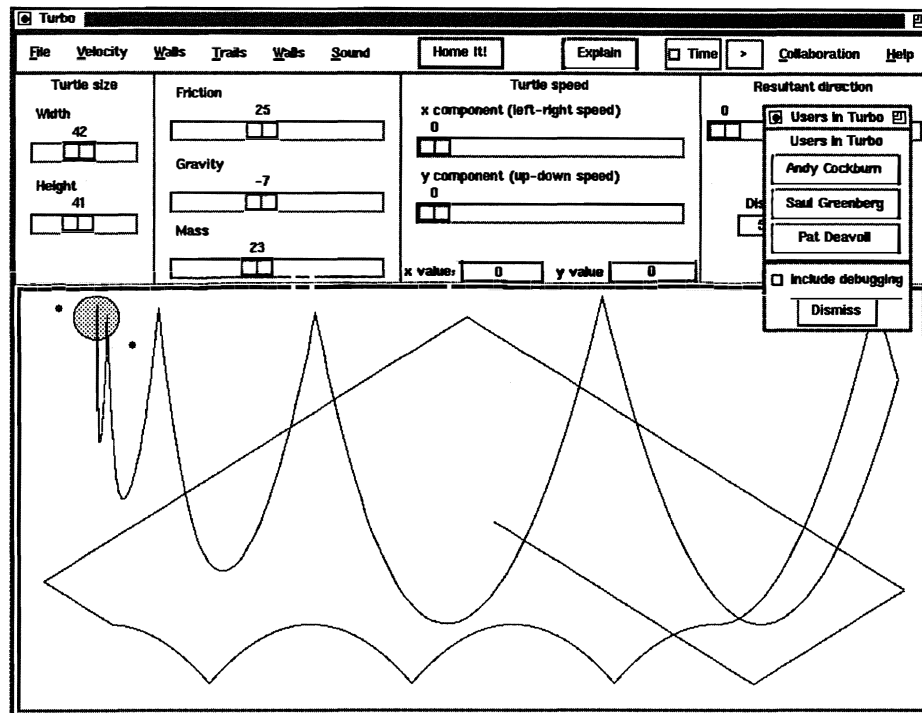 Turbo
File Velocity Walls Trails Walls Sound Home It! Explain Time > Collaboration Help
Turtle size
Width
42
Height
41
Friction
25
Gravity
-7
Mass
23
Turtle speed
x component (left-right speed)
0
y component (up-down speed)
0
x value: 0 y value 0
Resultant direction
0
Users in Turbo
Users in Turbo
Andy Cockburn
Saul Greenberg
Pat Deavoll
Include debugging
Dismiss